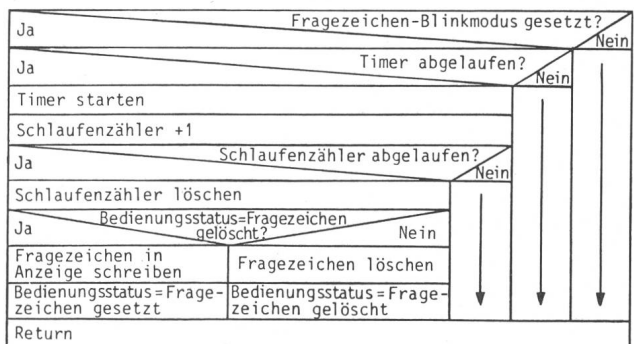 Fragezeichen-Blinkmodus gesetzt?
Ja
Nein
Timer abgelaufen?
Ja
Nein
Timer starten
Schlaufenzähler +1
Schlaufenzähler abgelaufen?
Ja
Nein
Schlaufenzähler löschen
Bedienungsstatus=Fragezeichen
gelöscht?
Ja
Nein
Fragezeichen in
Anzeige schreiben
Fragezeichen löschen
Bedienungsstatus=Frage-
zeichen gesetzt
Bedienungsstatus=Frage-
zeichen gelöscht
Return